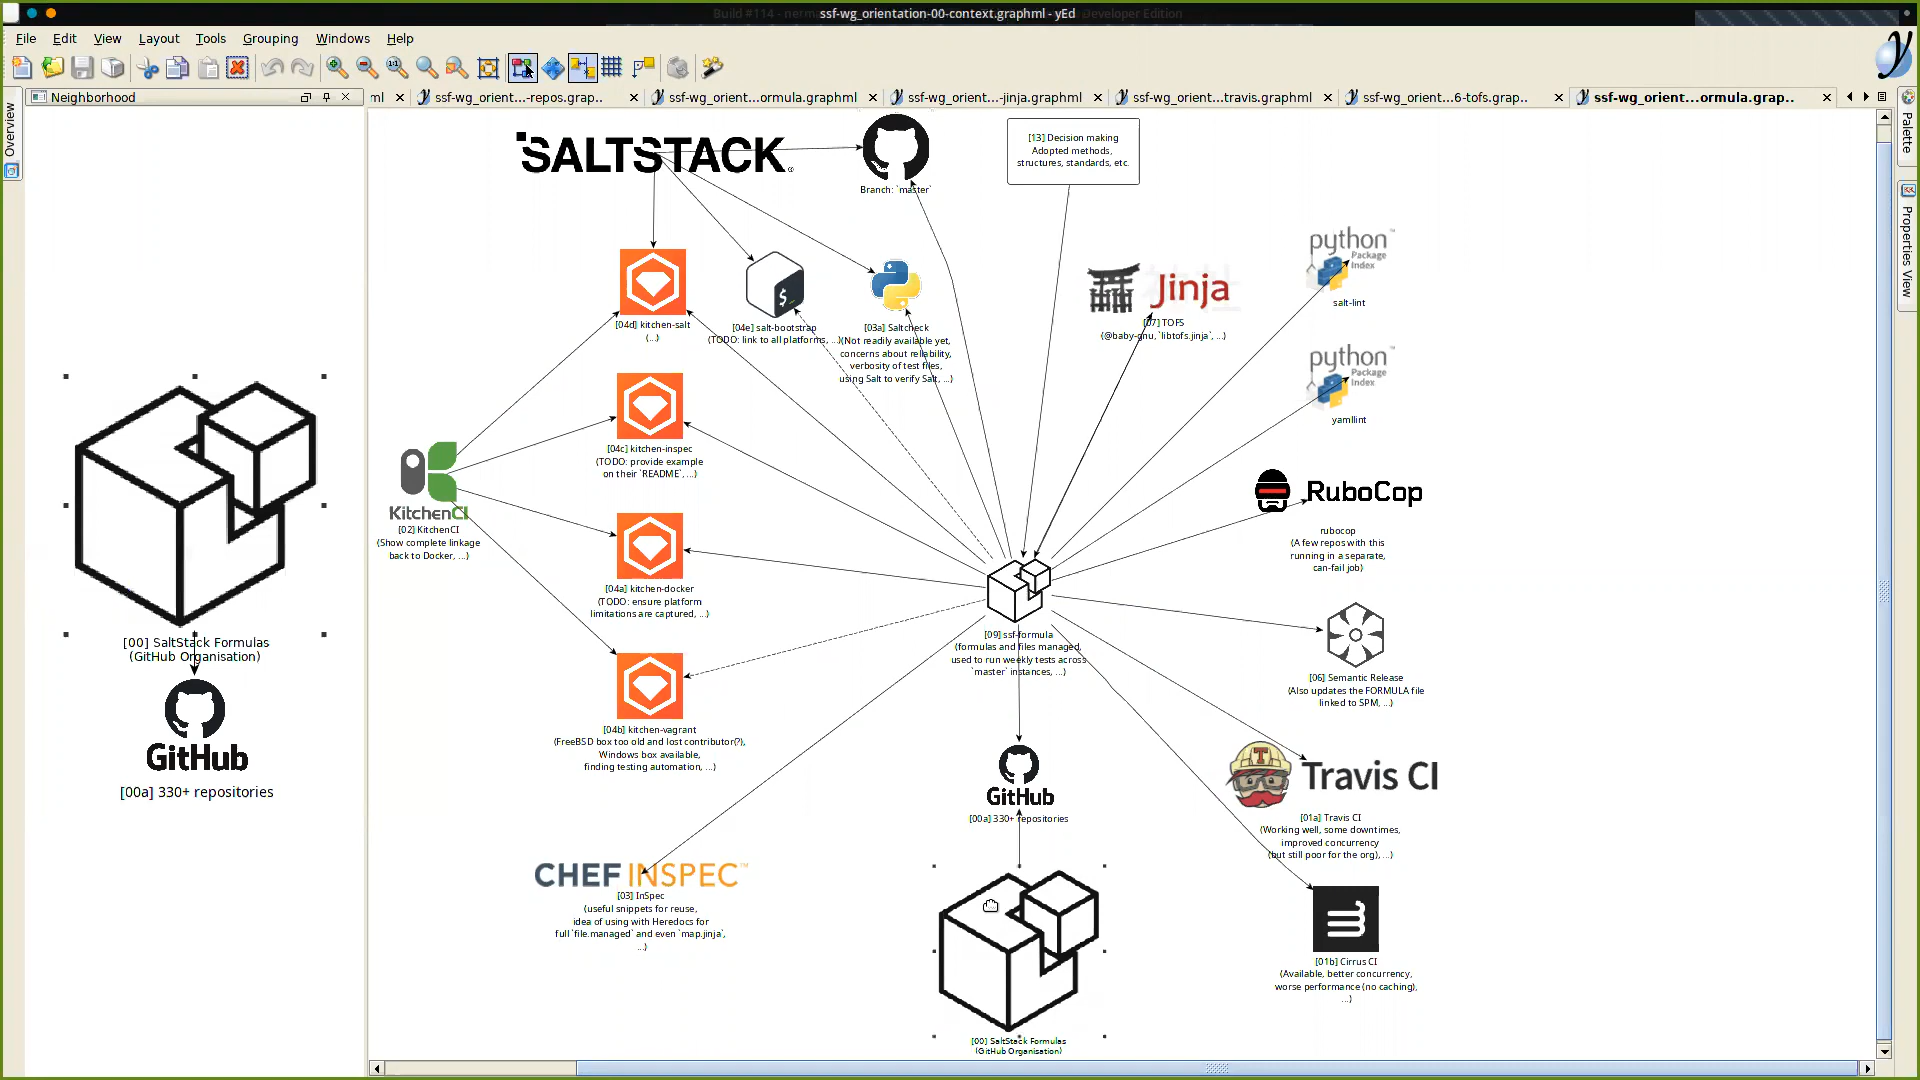 ssf-wg_orientation-00-context.graphml - yEd
File Edit View Layout Tools Grouping Windows Help
Overview
Neighborhood
ml
ssf-wg_orient...-repos.grap..
ssf-wg_orient...ormula.graphml
ssf-wg_orient...-jinja.graphml
ssf-wg_orient...travis.graphml
ssf-wg_orient...6-tofs.grap..
ssf-wg_orient...ormula.grap..
Palette
Properties View
[00] SaltStack Formulas
(GitHub Organisation)
GitHub
[00a] 330+ repositories
SALTSTACK
Branch: `master`
[13] Decision making
Adopted methods,
structures, standards, etc.
[04d] kitchen-salt
(...)
[04e] salt-bootstrap
(TODO: link to all platforms, ...)
[03a] Saltcheck
(Not readily available yet,
concerns about reliability,
verbosity of test files,
using Salt to verify Salt, ...)
Jinja
[07] TOFS
(@baby-gnu, `libtofs.jinja`, ...)
python
Package
Index
salt-lint
python
Package
Index
yamllint
[04c] kitchen-inspec
(TODO: provide example
on their `README`, ...)
KitchenCI
[02] KitchenCI
(Show complete linkage
back to Docker, ...)
RuboCop
rubocop
(A few repos with this
running in a separate,
can-fail job)
[04a] kitchen-docker
(TODO: ensure platform
limitations are captured, ...)
[09] ssf-formula
(formulas and files managed,
used to run weekly tests across
`master` instances, ...)
[06] Semantic Release
(Also updates the FORMULA file
linked to SPM, ...)
[04b] kitchen-vagrant
(FreeBSD box too old and lost contributor(?),
Windows box available,
finding testing automation, ...)
GitHub
[00a] 330+ repositories
Travis CI
[01a] Travis CI
(Working well, some downtimes,
improved concurrency
(but still poor for the org), ...)
CHEF INSPEC™
[03] InSpec
(useful snippets for reuse,
idea of using with Heredocs for
full `file.managed` and even `map.jinja`,
...)
[01b] Cirrus CI
(Available, better concurrency,
worse performance (no caching),
...)
[00] SaltStack Formulas
(GitHub Organisation)